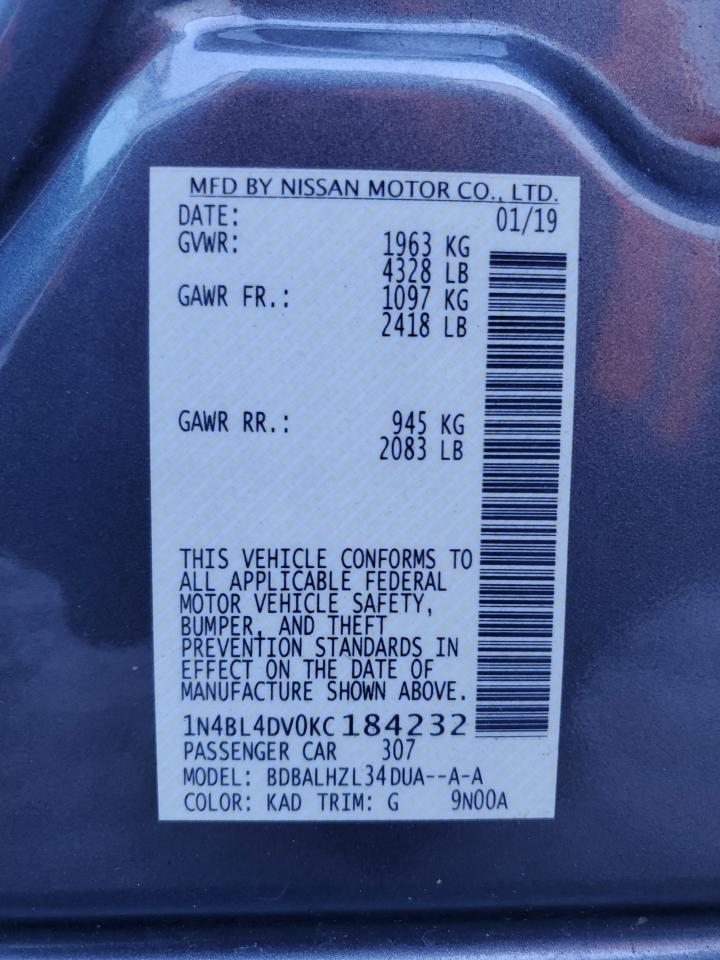 MFD BY NISSAN MOTOR CO., LTD.
DATE: 01/19
GVWR: 1963 KG
4328 LB
GAWR FR.: 1097 KG
2418 LB
GAWR RR.: 945 KG
2083 LB
THIS VEHICLE CONFORMS TO
ALL APPLICABLE FEDERAL
MOTOR VEHICLE SAFETY,
BUMPER, AND THEFT
PREVENTION STANDARDS IN
EFFECT ON THE DATE OF
MANUFACTURE SHOWN ABOVE.
1N4BL4DV0KC184232
PASSENGER CAR 307
MODEL: BDBALHZL34DUA--A-A
COLOR: KAD TRIM: G 9N00A